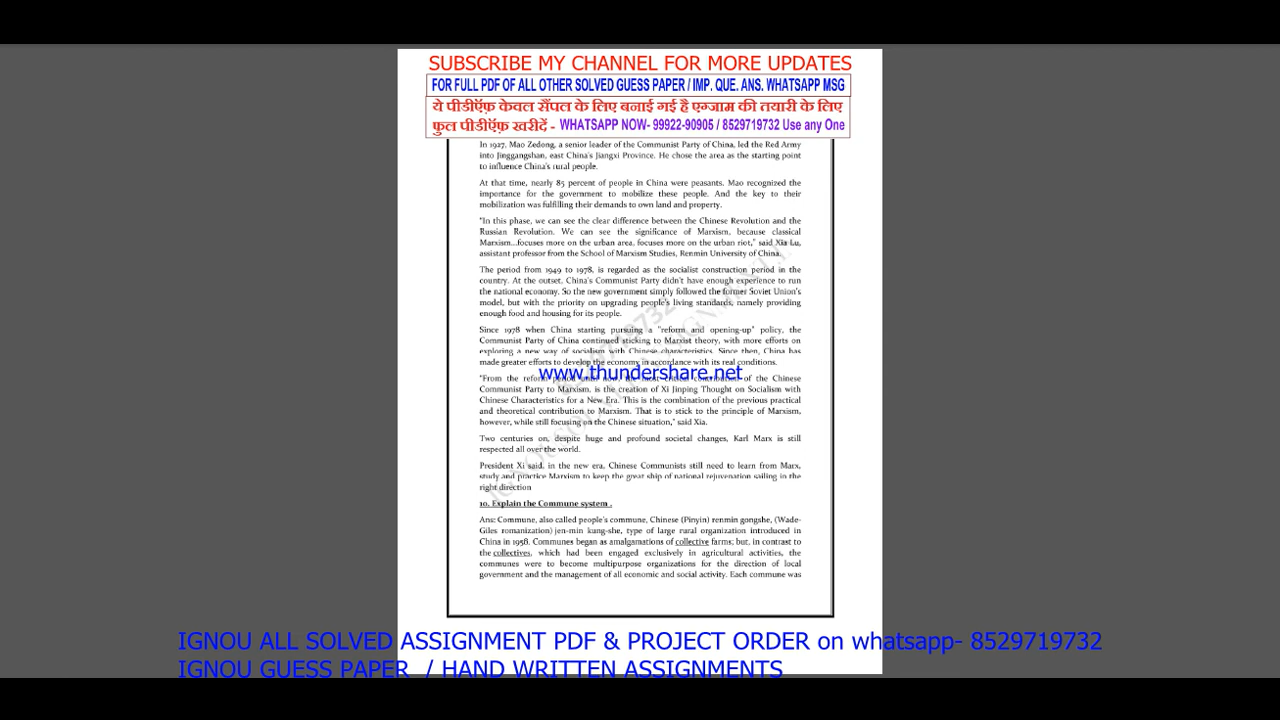 SUBSCRIBE MY CHANNEL FOR MORE UPDATES
FOR FULL PDF OF ALL OTHER SOLVED GUESS PAPER / IMP. QUE. ANS. WHATSAPP MSG
ये पीडीऍफ़ केवल सैंपल के लिए बनाई गई है एग्जाम की तयारी के लिए
फुल पीडीऍफ़ खरीदें - WHATSAPP NOW- 99922-90905 / 8529719732 Use any One
In 1927, Mao Zedong, a senior leader of the Communist Party of China, led the Red Army
into Jinggangshan, east China's Jiangxi Province. He chose the area as the starting point
to influence China's rural people.
At that time, nearly 85 percent of people in China were peasants. Mao recognized the
importance for the government to mobilize these people. And the key to their
mobilization was fulfilling their demands to own land and property.
"In this phase, we can see the clear difference between the Chinese Revolution and the
Russian Revolution. We can see the significance of Marxism, because classical
Marxism...focuses more on the urban area, focuses more on the urban riot," said Xia Lu,
assistant professor from the School of Marxism Studies, Renmin University of China.
The period from 1949 to 1978, is regarded as the socialist construction period in the
country. At the outset, China's Communist Party didn't have enough experience to run
the national economy. So the new government simply followed the former Soviet Union's
model, but with the priority on upgrading people's living standards, namely providing
enough food and housing for its people.
Since 1978 when China starting pursuing a "reform and opening-up" policy, the
Communist Party of China continued sticking to Marxist theory, with more efforts on
exploring a new way of socialism with Chinese characteristics. Since then, China has
made greater efforts to develop the economy in accordance with its real conditions.
www.thundershare.net
"From the reform period until now, the most critical contribution of the Chinese
Communist Party to Marxism, is the creation of Xi Jinping Thought on Socialism with
Chinese Characteristics for a New Era. This is the combination of the previous practical
and theoretical contribution to Marxism. That is to stick to the principle of Marxism,
however, while still focusing on the Chinese situation," said Xia.
Two centuries on, despite huge and profound societal changes, Karl Marx is still
respected all over the world.
President Xi said, in the new era, Chinese Communists still need to learn from Marx,
study and practice Marxism to keep the great ship of national rejuvenation sailing in the
right direction
10. Explain the Commune system .
Ans: Commune, also called people's commune, Chinese (Pinyin) renmin gongshe, (Wade-
Giles romanization) jen-min kung-she, type of large rural organization introduced in
China in 1958. Communes began as amalgamations of collective farms; but, in contrast to
the collectives, which had been engaged exclusively in agricultural activities, the
communes were to become multipurpose organizations for the direction of local
government and the management of all economic and social activity. Each commune was
IGNOU ALL SOLVED ASSIGNMENT PDF & PROJECT ORDER on whatsapp- 8529719732
IGNOU GUESS PAPER / HAND WRITTEN ASSIGNMENTS